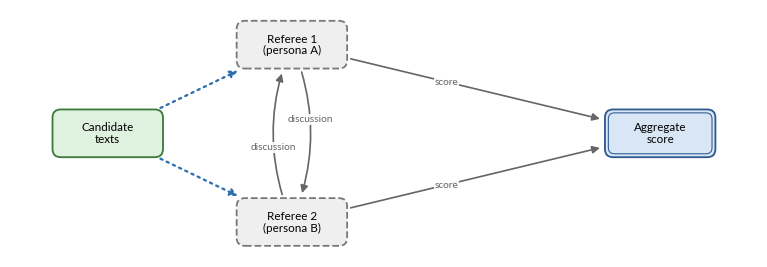 Referee 1
(persona A)
score
Candidate
texts
discussion
discussion
Aggregate
score
score
Referee 2
(persona B)